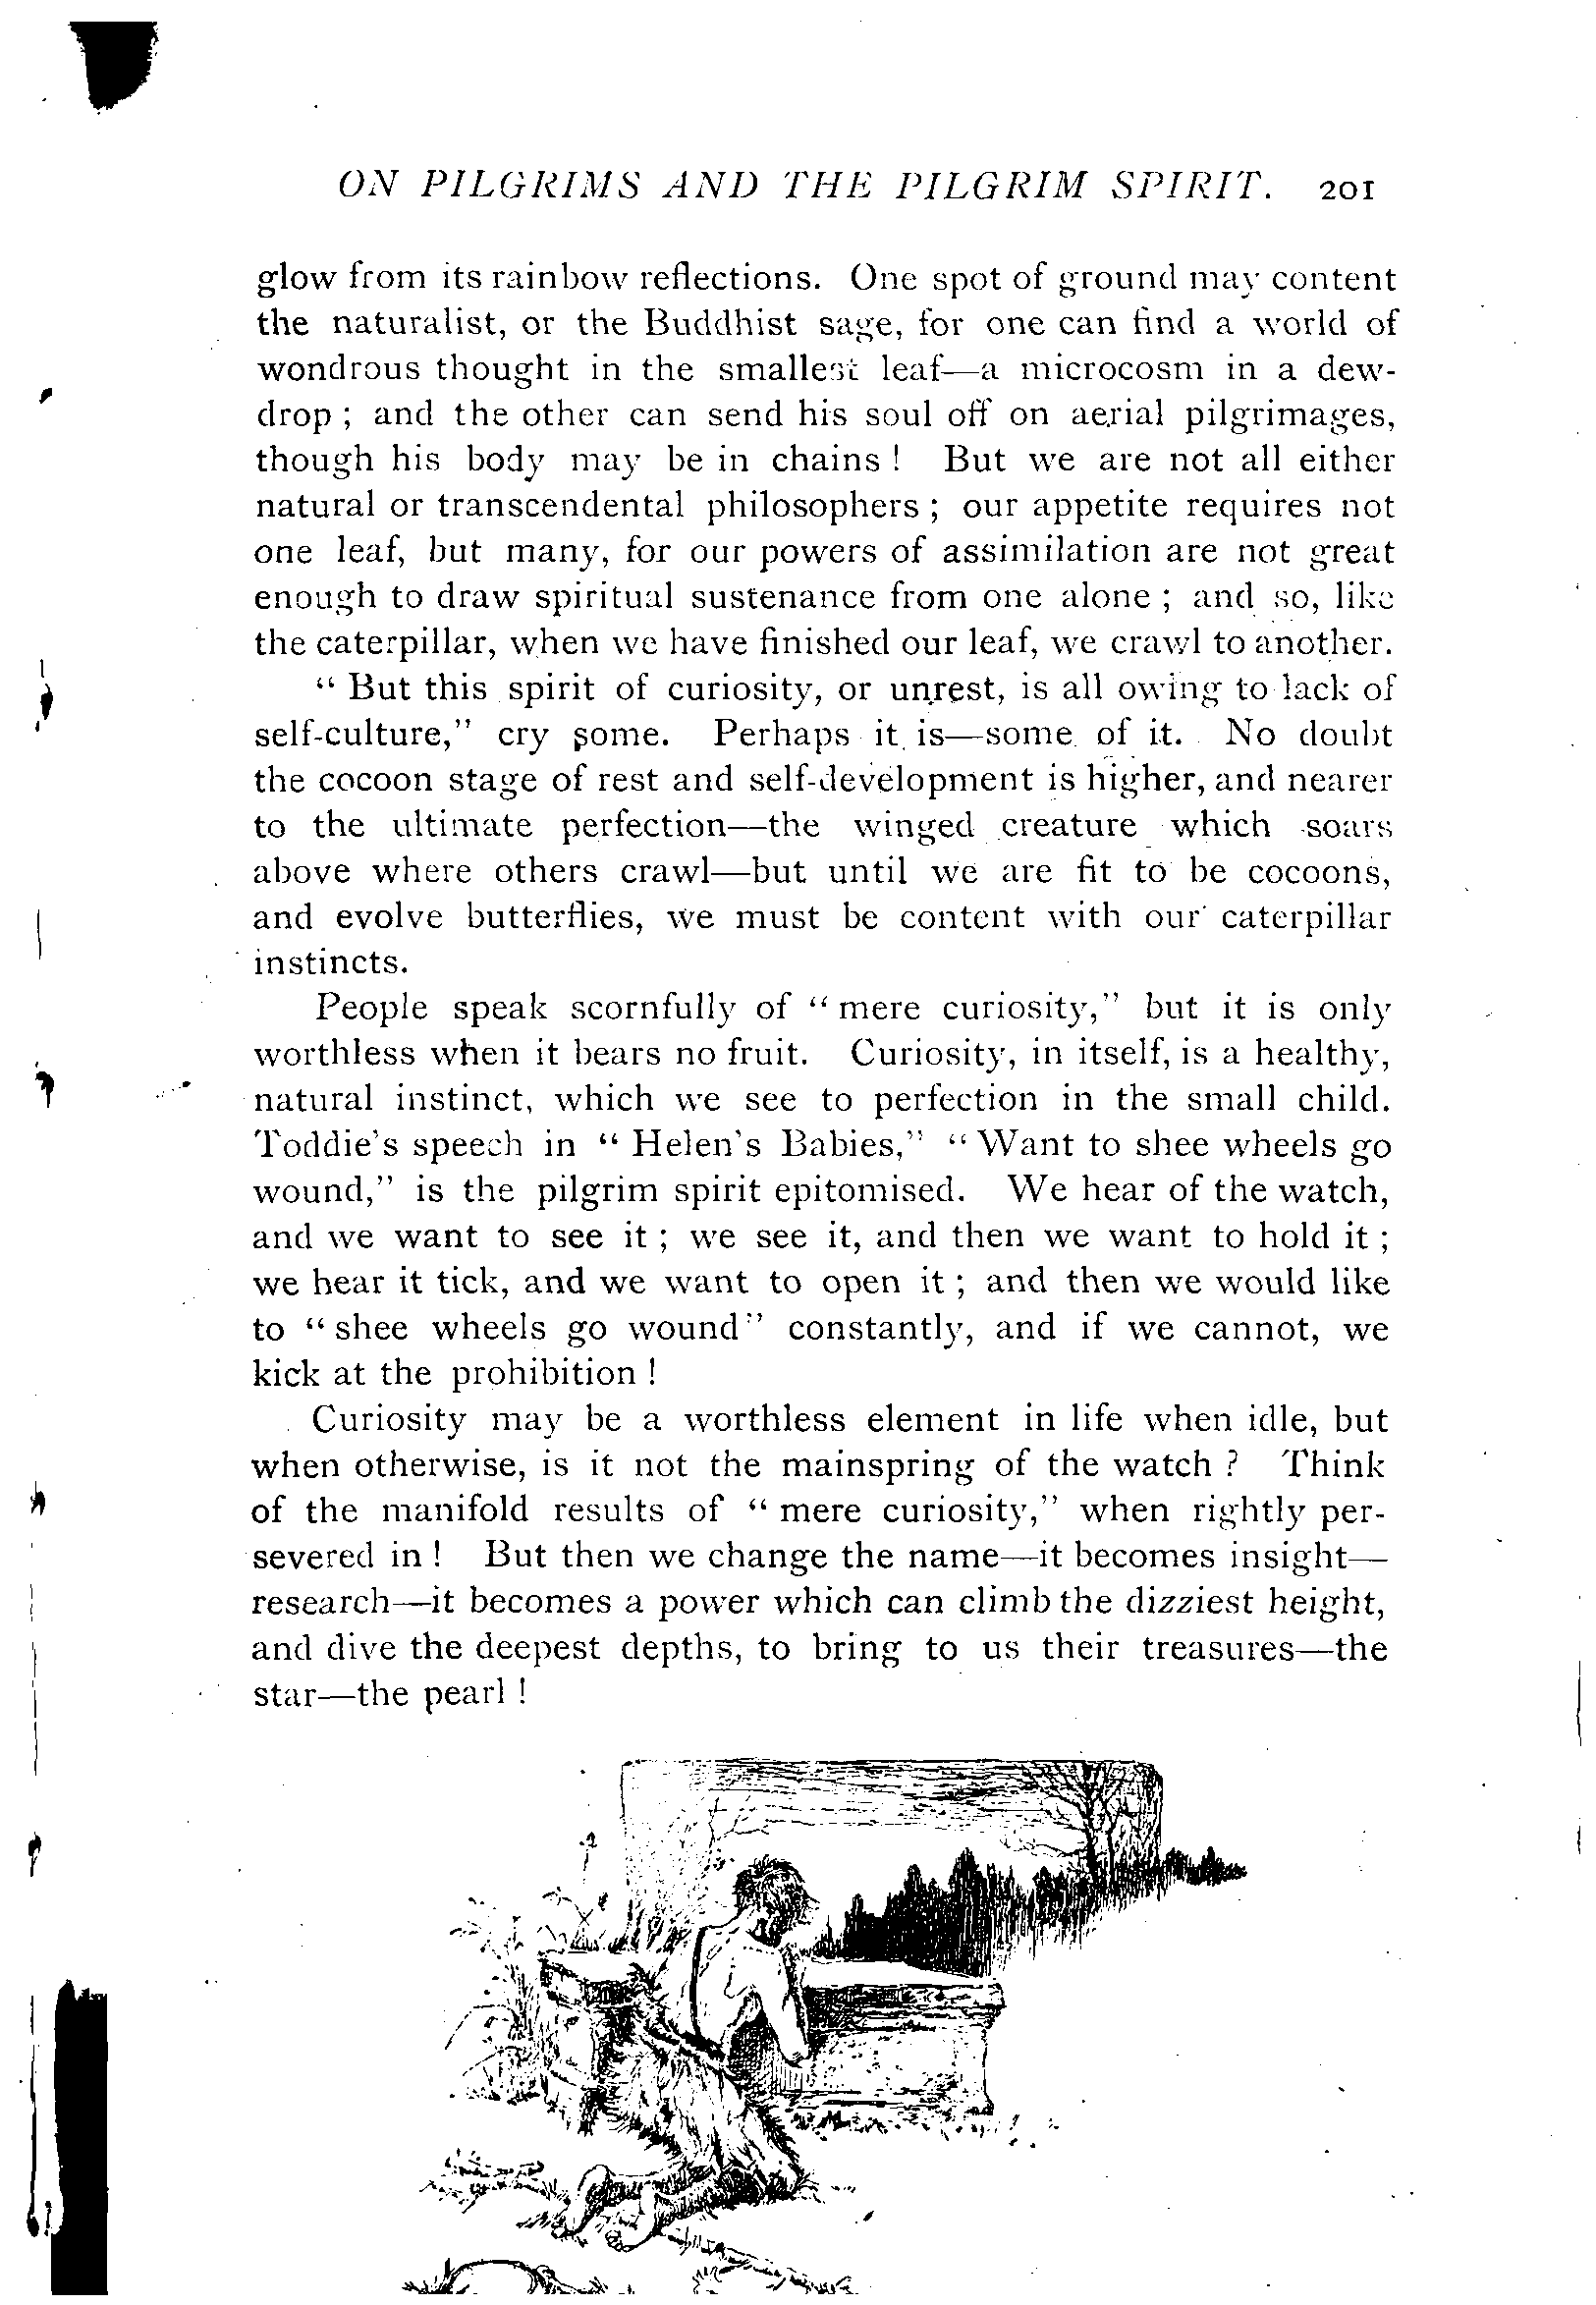 ON PILGRIMS AND THE PILGRIM SPIRIT. 201
glow from its rainbow reflections. One spot of ground may content
the naturalist, or the Buddhist sage, for one can find a world of
wondrous thought in the smallest leaf—a microcosm in a dew-
drop ; and the other can send his soul off on aerial pilgrimages,
though his body may be in chains ! But we are not all either
natural or transcendental philosophers ; our appetite requires not
one leaf, but many, for our powers of assimilation are not great
enough to draw spiritual sustenance from one alone ; and so, like
the caterpillar, when we have finished our leaf, we crawl to another.
“ But this spirit of curiosity, or unrest, is all owing to lack of
self-culture,” cry some. Perhaps it is—some of it. No doubt
the cocoon stage of rest and self-development is higher, and nearer
to the ultimate perfection—the winged creature which soars
above where others crawl—but until we are fit to be cocoons,
and evolve butterflies, we must be content with our caterpillar
instincts.
People speak scornfully of “ mere curiosity,” but it is only
worthless when it bears no fruit. Curiosity, in itself, is a healthy,
natural instinct, which we see to perfection in the small child.
Toddie's speech in “ Helen's Babies,” “ Want to shee wheels go
wound,” is the pilgrim spirit epitomised. We hear of the watch,
and we want to see it ; we see it, and then we want to hold it ;
we hear it tick, and we want to open it ; and then we would like
to “ shee wheels go wound” constantly, and if we cannot, we
kick at the prohibition !
Curiosity may be a worthless element in life when idle, but
when otherwise, is it not the mainspring of the watch ? Think
of the manifold results of “ mere curiosity,” when rightly per-
severed in ! But then we change the name—it becomes insight—
research—it becomes a power which can climb the dizziest height,
and dive the deepest depths, to bring to us their treasures—the
star—the pearl !